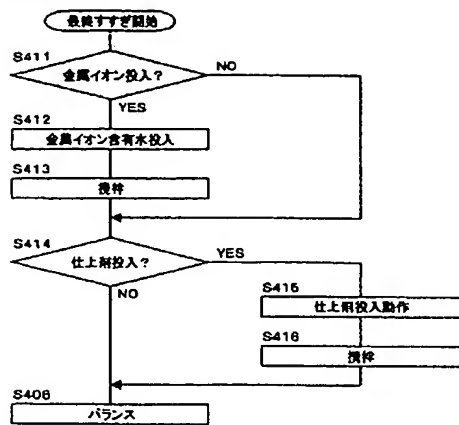 最終すすぎ開始
S411
金属イオン投入？
NO
YES
S412
金属イオン含有水投入
S413
攪拌
S414
仕上剤投入？
YES
NO
S415
仕上剤投入動作
S416
攪拌
S406
バランス